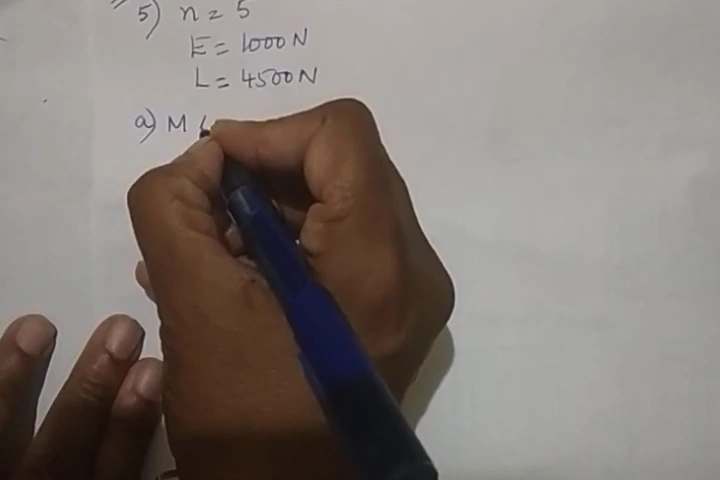 5) n = 5
E = 1000 N
L = 4500 N
a) M